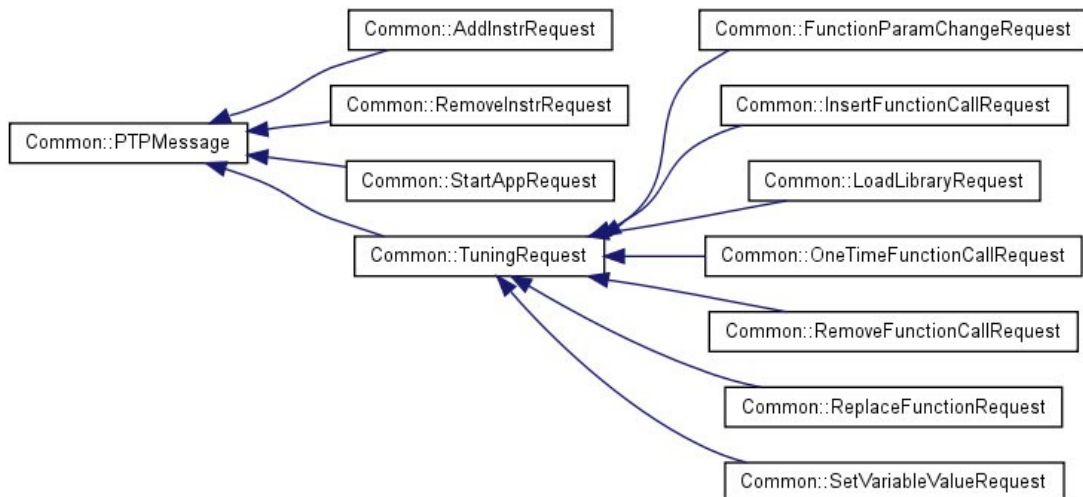 Common::AddInstrRequest
Common::FunctionParamChangeRequest
Common::RemoveInstrRequest
Common::InsertFunctionCallRequest
Common::PTPMessage
Common::StartAppRequest
Common::LoadLibraryRequest
Common::TuningRequest
Common::OneTimeFunctionCallRequest
Common::RemoveFunctionCallRequest
Common::ReplaceFunctionRequest
Common::SetVariableValueRequest